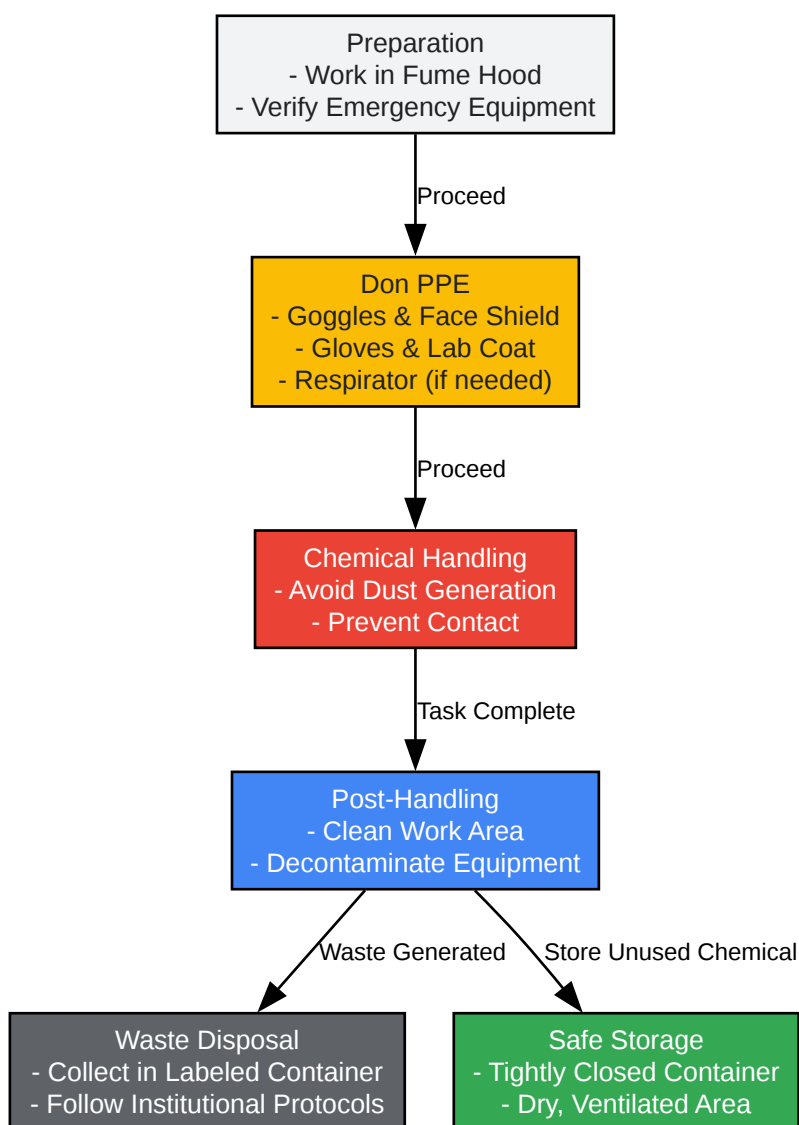 Preparation
- Work in Fume Hood
- Verify Emergency Equipment
Proceed
Don PPE
- Goggles & Face Shield
- Gloves & Lab Coat
- Respirator (if needed)
Proceed
Chemical Handling
- Avoid Dust Generation
- Prevent Contact
Task Complete
Post-Handling
- Clean Work Area
- Decontaminate Equipment
Waste Generated
Store Unused Chemical
Waste Disposal
- Collect in Labeled Container
- Follow Institutional Protocols
Safe Storage
- Tightly Closed Container
- Dry, Ventilated Area